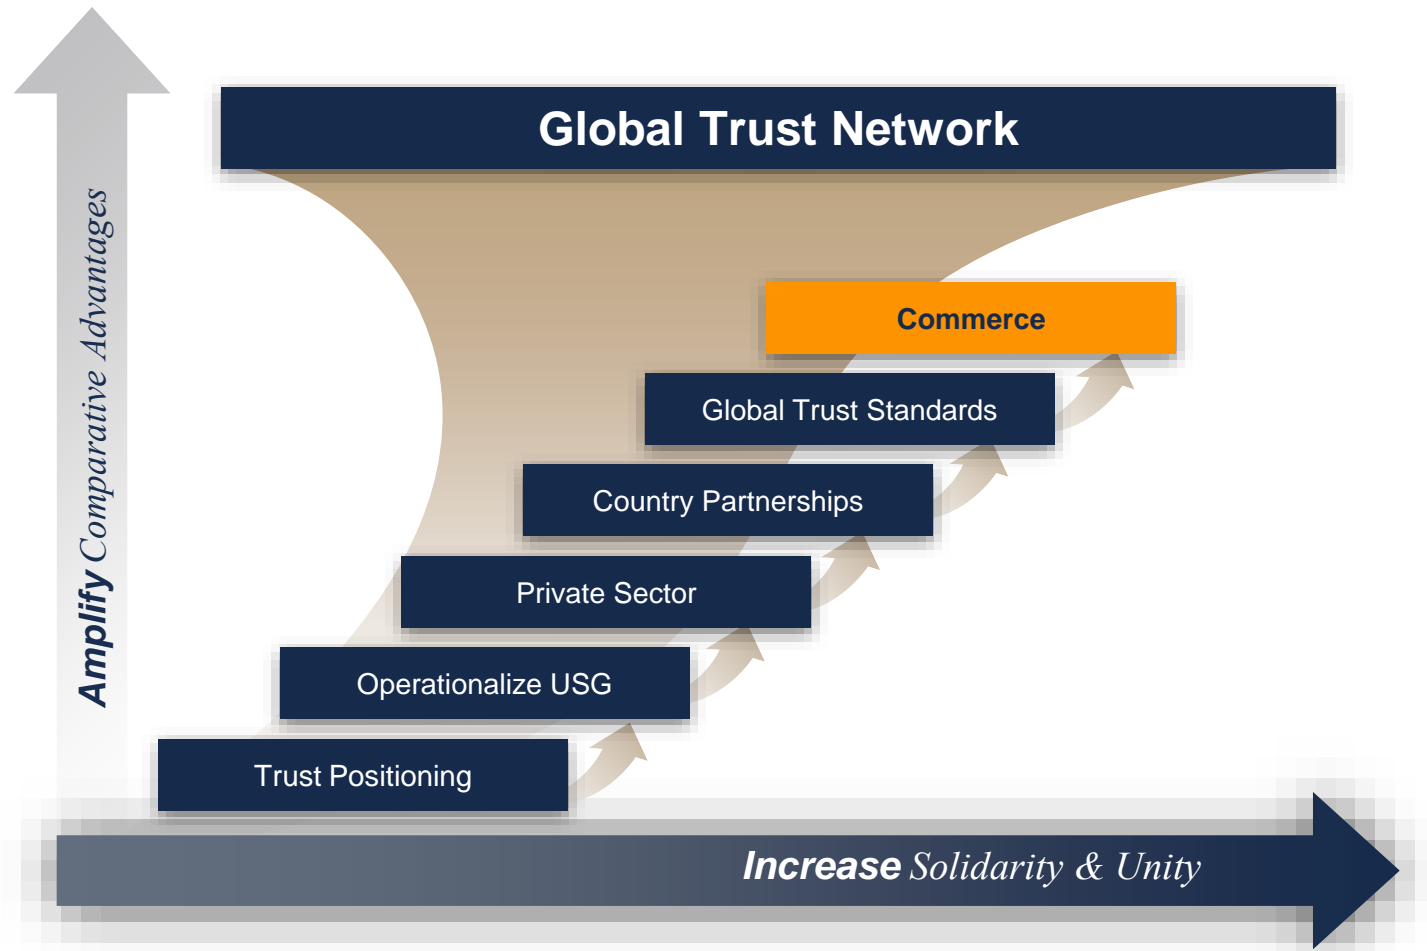 Global Trust Network
Commerce
Global Trust Standards
Country Partnerships
Private Sector
Operationalize USG
Trust Positioning
Amplify Comparative Advantages
Increase Solidarity & Unity